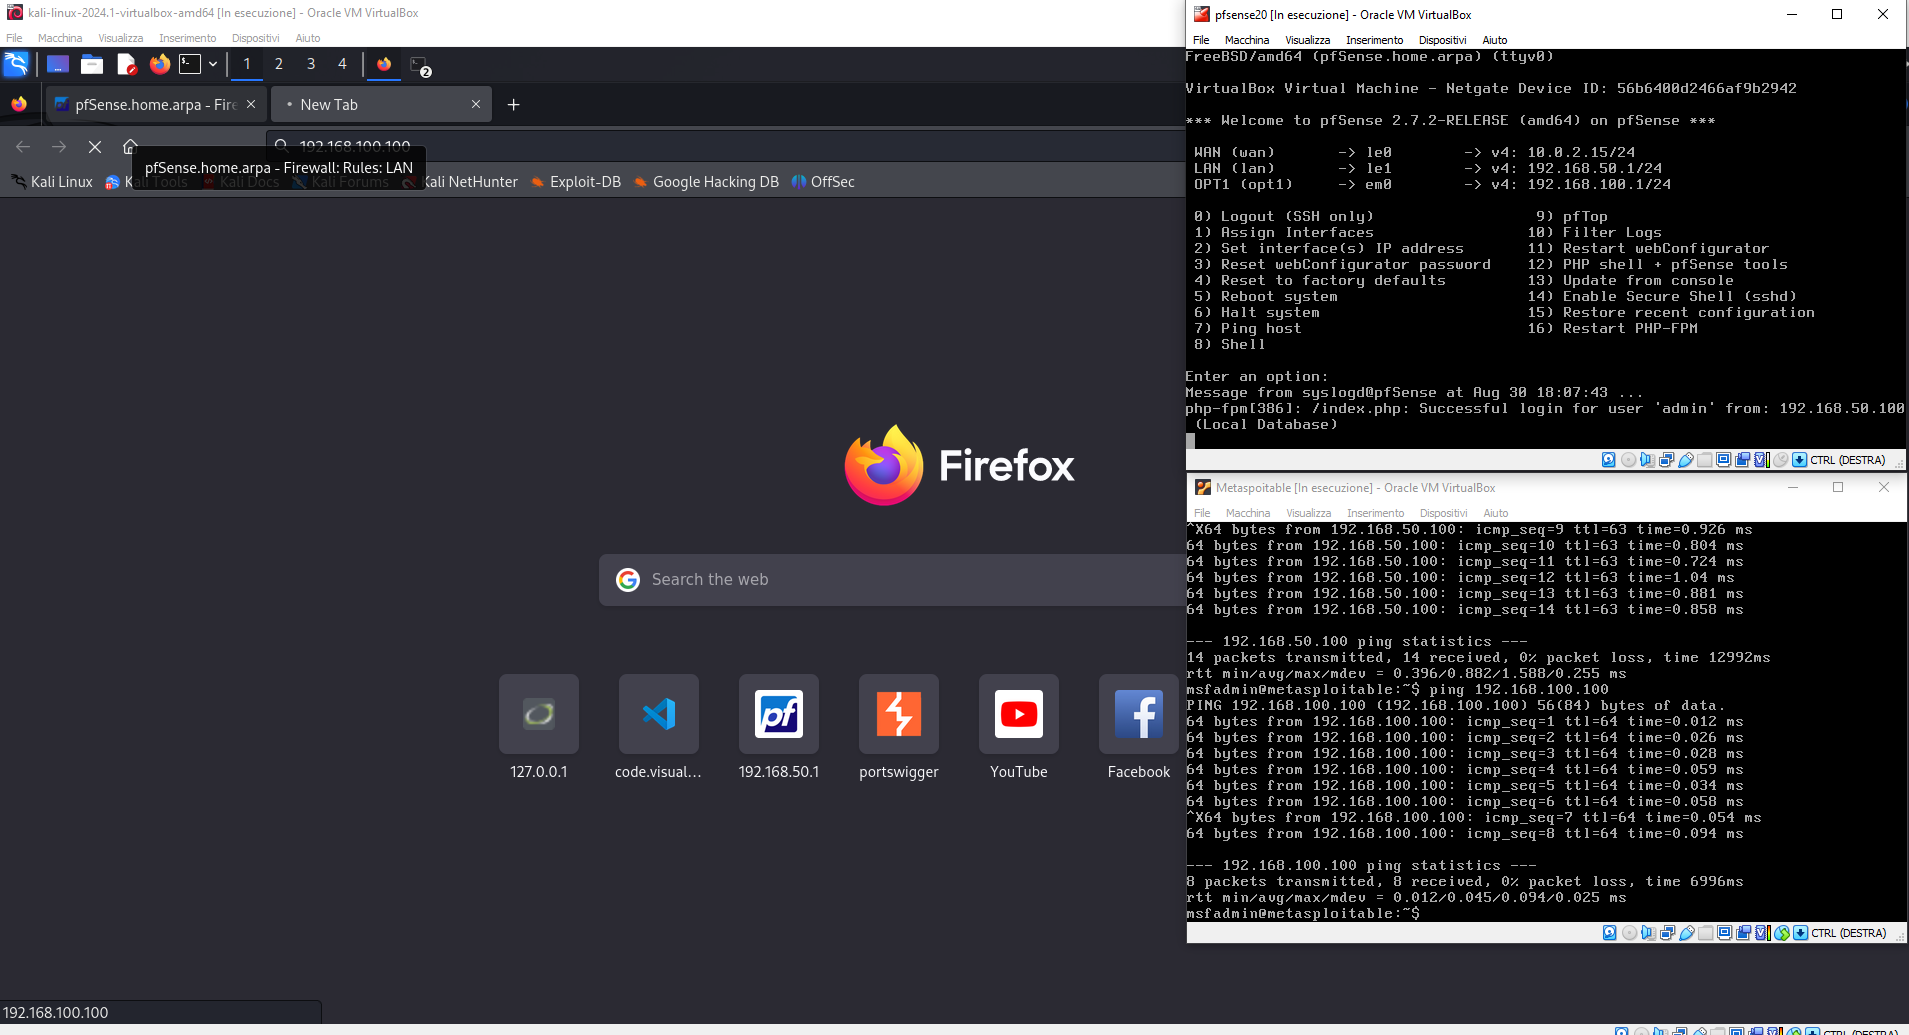 kali-linux-2024.1-virtualbox-amd64 [In esecuzione] - Oracle VM VirtualBox
File Macchina Visualizza Inserimento Dispositivi Aiuto
1 2 3 4 2
pfSense.home.arpa - Fire
New Tab
192.168.100.100
pfSense.home.arpa - Firewall: Rules: LAN
Kali Linux Kali Tools Kali Docs Kali Forums Kali NetHunter Exploit-DB Google Hacking DB OffSec
Firefox
Search the web
127.0.0.1 code.visual... 192.168.50.1 portswigger YouTube Facebook
192.168.100.100
pfsense20 [In esecuzione] - Oracle VM VirtualBox
File Macchina Visualizza Inserimento Dispositivi Aiuto
FreeBSD/amd64 (pfSense.home.arpa) (ttyv0)
VirtualBox Virtual Machine - Netgate Device ID: 56b6400d2466af9b2942
*** Welcome to pfSense 2.7.2-RELEASE (amd64) on pfSense ***
WAN (wan) -> le0 -> v4: 10.0.2.15/24
LAN (lan) -> le1 -> v4: 192.168.50.1/24
OPT1 (opt1) -> em0 -> v4: 192.168.100.1/24
0) Logout (SSH only) 9) pfTop
1) Assign Interfaces 10) Filter Logs
2) Set interface(s) IP address 11) Restart webConfigurator
3) Reset webConfigurator password 12) PHP shell + pfSense tools
4) Reset to factory defaults 13) Update from console
5) Reboot system 14) Enable Secure Shell (sshd)
6) Halt system 15) Restore recent configuration
7) Ping host 16) Restart PHP-FPM
8) Shell
Enter an option:
Message from syslogd@pfSense at Aug 30 18:07:43 ...
php-fpm[386]: /index.php: Successful login for user 'admin' from: 192.168.50.100
(Local Database)
CTRL (DESTRA)
Metaspoitable [In esecuzione] - Oracle VM VirtualBox
File Macchina Visualizza Inserimento Dispositivi Aiuto
^X64 bytes from 192.168.50.100: icmp_seq=9 ttl=63 time=0.926 ms
64 bytes from 192.168.50.100: icmp_seq=10 ttl=63 time=0.804 ms
64 bytes from 192.168.50.100: icmp_seq=11 ttl=63 time=0.724 ms
64 bytes from 192.168.50.100: icmp_seq=12 ttl=63 time=1.04 ms
64 bytes from 192.168.50.100: icmp_seq=13 ttl=63 time=0.881 ms
64 bytes from 192.168.50.100: icmp_seq=14 ttl=63 time=0.858 ms
--- 192.168.50.100 ping statistics ---
14 packets transmitted, 14 received, 0% packet loss, time 12992ms
rtt min/avg/max/mdev = 0.396/0.882/1.588/0.255 ms
msfadmin@metasploitable:~$ ping 192.168.100.100
PING 192.168.100.100 (192.168.100.100) 56(84) bytes of data.
64 bytes from 192.168.100.100: icmp_seq=1 ttl=64 time=0.012 ms
64 bytes from 192.168.100.100: icmp_seq=2 ttl=64 time=0.026 ms
64 bytes from 192.168.100.100: icmp_seq=3 ttl=64 time=0.028 ms
64 bytes from 192.168.100.100: icmp_seq=4 ttl=64 time=0.059 ms
64 bytes from 192.168.100.100: icmp_seq=5 ttl=64 time=0.034 ms
64 bytes from 192.168.100.100: icmp_seq=6 ttl=64 time=0.058 ms
^X64 bytes from 192.168.100.100: icmp_seq=7 ttl=64 time=0.054 ms
64 bytes from 192.168.100.100: icmp_seq=8 ttl=64 time=0.094 ms
--- 192.168.100.100 ping statistics ---
8 packets transmitted, 8 received, 0% packet loss, time 6996ms
rtt min/avg/max/mdev = 0.012/0.045/0.094/0.025 ms
msfadmin@metasploitable:~$
CTRL (DESTRA)
CTRL (DESTRA)